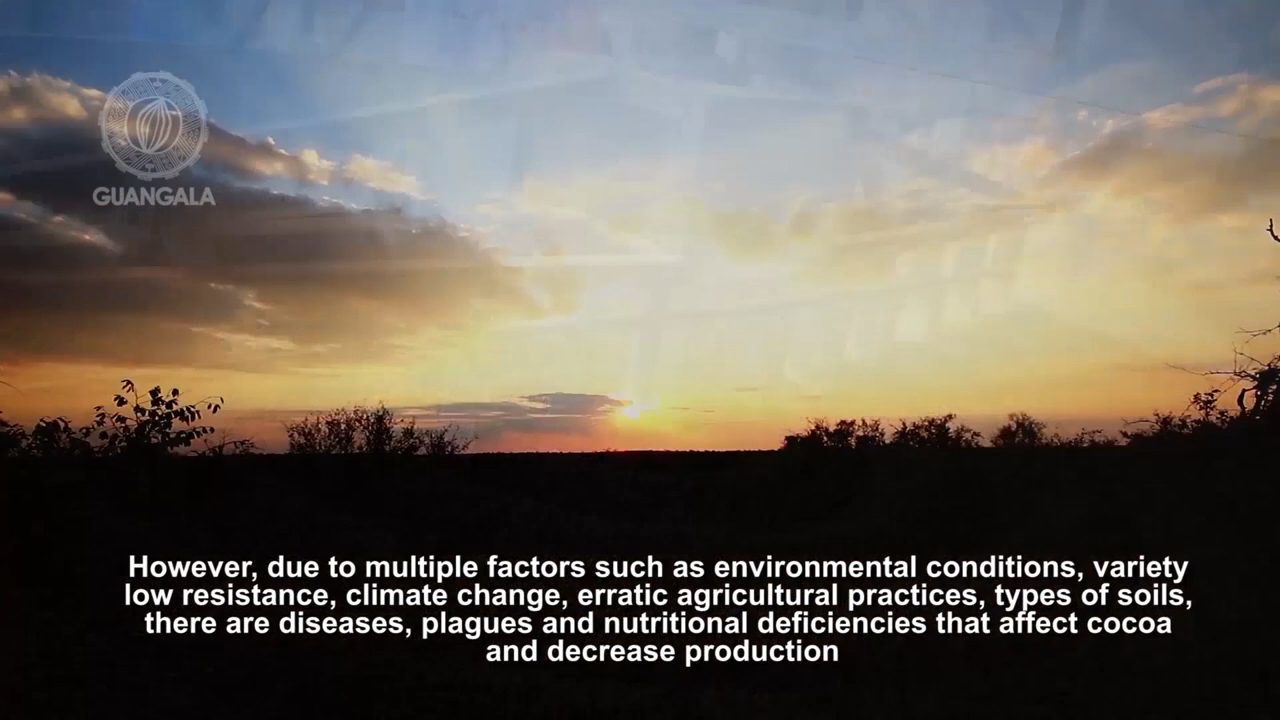 GUANGALA
However, due to multiple factors such as environmental conditions, variety
low resistance, climate change, erratic agricultural practices, types of soils,
there are diseases, plagues and nutritional deficiencies that affect cocoa
and decrease production